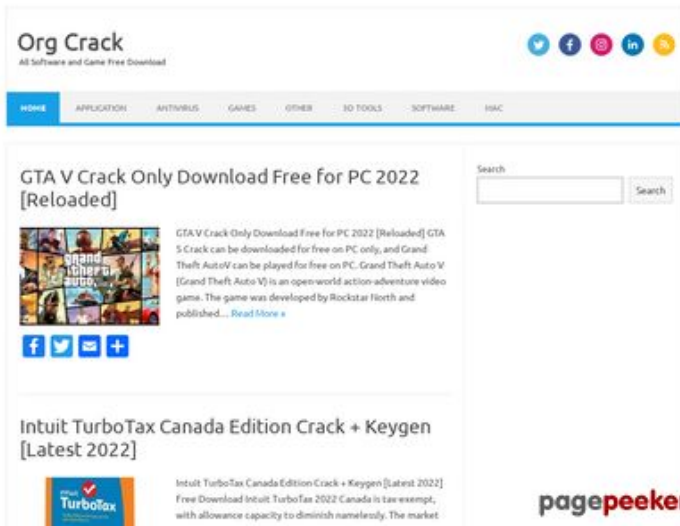 Org Crack
All Software and Game Free Download
HOME APPLICATION ANTIVIRUS GAMES OTHER 3D TOOLS SOFTWARE MAC
GTA V Crack Only Download Free for PC 2022
[Reloaded]
Search
Search
grand
theft
auto
GTA V Crack Only Download Free for PC 2022 [Reloaded] GTA
5 Crack can be downloaded for free on PC only, and Grand
Theft AutoV can be played for free on PC. Grand Theft Auto V
(Grand Theft Auto V) is an open-world action-adventure video
game. The game was developed by Rockstar North and
published… Read More »
Intuit TurboTax Canada Edition Crack + Keygen
[Latest 2022]
TurboTax
Intuit TurboTax Canada Edition Crack + Keygen [Latest 2022]
Free Download Intuit TurboTax 2022 Canada is tax exempt,
with allowance capacity to diminish namelessly. The market
pagepeeker